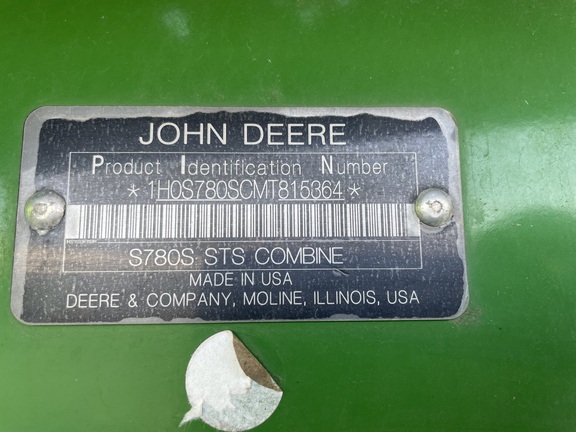 JOHN DEERE
Product Identification Number
*1H0S780SCMT815364*
S780S STS COMBINE
MADE IN USA
DEERE & COMPANY, MOLINE, ILLINOIS, USA